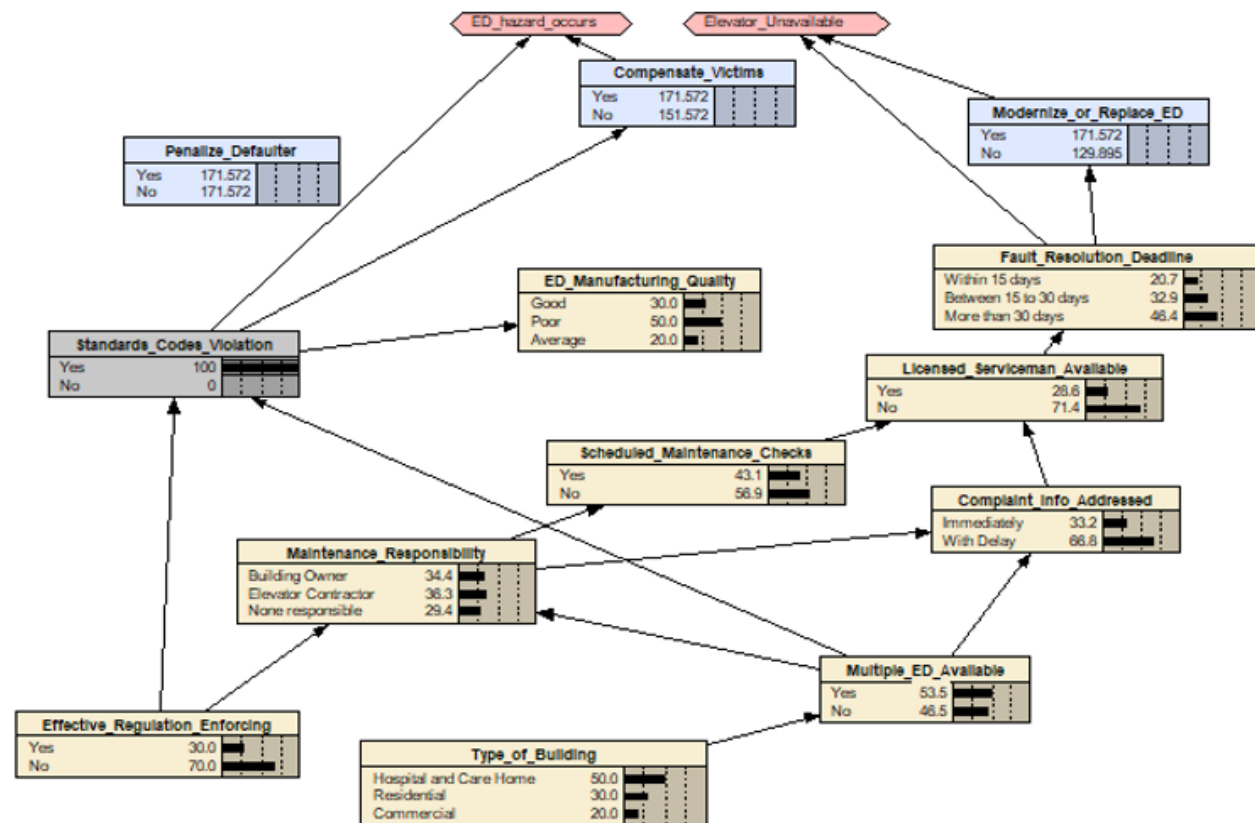 ED_hazard_occurs
Elevator_Unavailable
Compensate_Victims
Yes 171.572
No 151.572
Modernize_or_Replace_ED
Yes 171.572
No 129.895
Penalize_Defaulter
Yes 171.572
No 171.572
Fault_Resolution_Deadline
Within 15 days 20.7
Between 15 to 30 days 32.9
More than 30 days 46.4
ED_Manufacturing_Quality
Good 30.0
Poor 50.0
Average 20.0
Standards_Codes_Violation
Yes 100
No 0
Licensed_Serviceman_Available
Yes 28.6
No 71.4
Scheduled_Maintenance_Checks
Yes 43.1
No 56.9
Complaint_Info_Addressed
Immediately 33.2
With Delay 66.8
Maintenance_Responsibility
Building Owner 34.4
Elevator Contractor 36.3
None responsible 29.4
Multiple_ED_Available
Yes 53.5
No 46.5
Effective_Regulation_Enforcing
Yes 30.0
No 70.0
Type_of_Building
Hospital and Care Home 50.0
Residential 30.0
Commercial 20.0